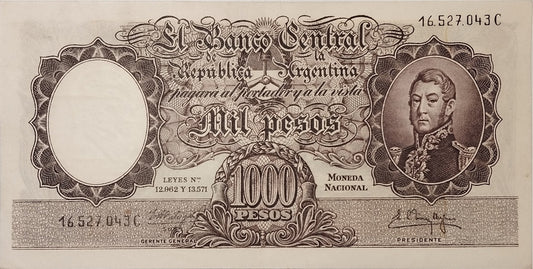 16.527.043C
El Banco Central
de la
República Argentina
pagará al portador y a la vista
Mil pesos
LEYES Nos.
12.962 Y 13.571
MONEDA
NACIONAL
1000
PESOS
16.527.043C
GERENTE GENERAL
PRESIDENTE